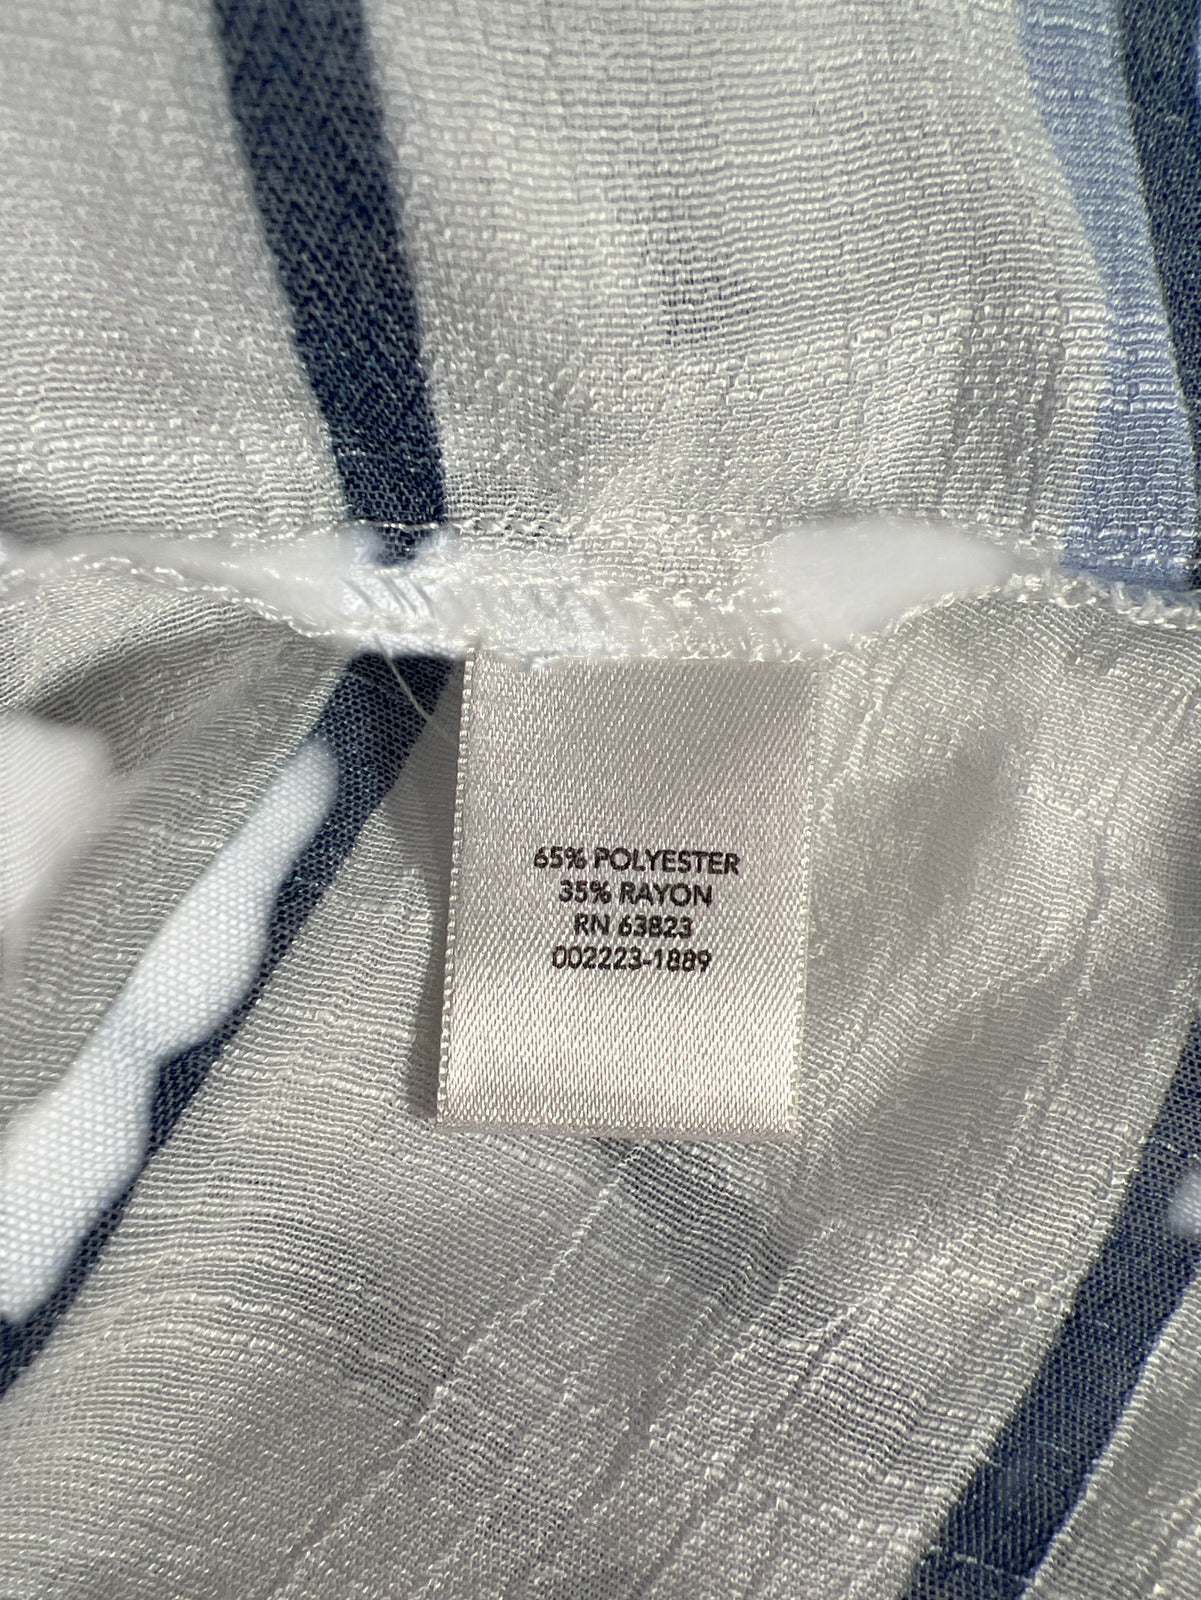 65% POLYESTER
35% RAYON
RN 63823
002223-1889